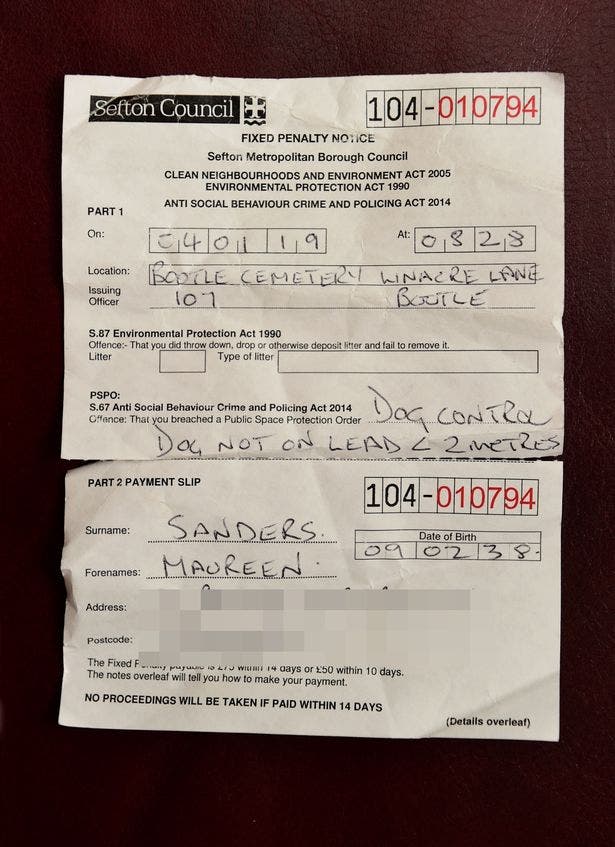 Sefton Council
104-010794
FIXED PENALTY NOTICE
Sefton Metropolitan Borough Council
CLEAN NEIGHBOURHOODS AND ENVIRONMENT ACT 2005
ENVIRONMENTAL PROTECTION ACT 1990
ANTI SOCIAL BEHAVIOUR CRIME AND POLICING ACT 2014
PART 1
On: 040119 At: 0828
Location: BOOTLE CEMETERY LINACRE LANE
Issuing Officer 107 BOOTLE
S.87 Environmental Protection Act 1990
Offence:- That you did throw down, drop or otherwise deposit litter and fail to remove it.
Litter Type of litter
PSPO:
S.67 Anti Social Behaviour Crime and Policing Act 2014
Offence: That you breached a Public Space Protection Order DOG CONTROL
DOG NOT ON LEAD < 2 METRES
PART 2 PAYMENT SLIP
104-010794
Surname: SANDERS.
Date of Birth
090238.
Forenames: MAUREEN.
Address:
Postcode:
The Fixed Penalty payable is £75 within 14 days or £50 within 10 days.
The notes overleaf will tell you how to make your payment.
NO PROCEEDINGS WILL BE TAKEN IF PAID WITHIN 14 DAYS
(Details overleaf)